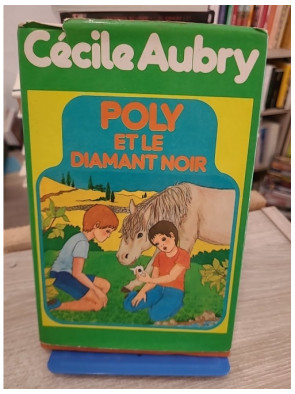 Cécile Aubry
POLY
ET LE
DIAMANT NOIR